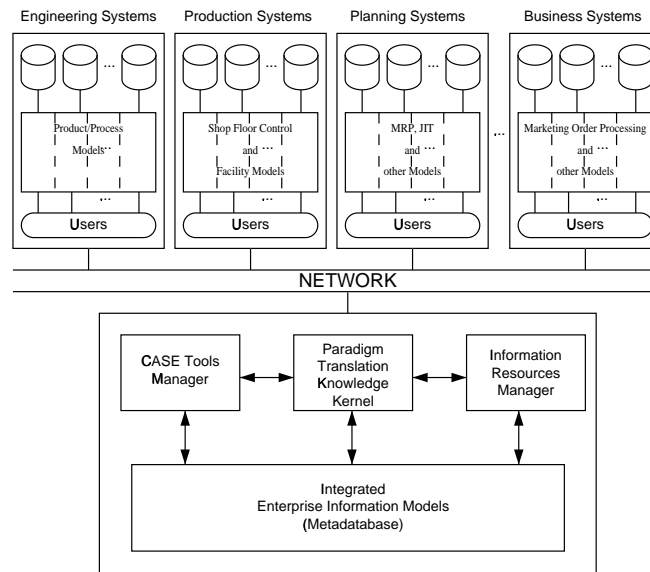 Engineering Systems
Production Systems
Planning Systems
Business Systems
...
...
...
...
Product/Process
Models
...
Shop Floor Control
and
...
Facility Models
MRP, JIT
and
...
other Models
...
Marketing Order Processing
and
...
other Models
...
...
...
...
Users
Users
Users
Users
NETWORK
CASE Tools
Manager
Paradigm
Translation
Knowledge
Kernel
Information
Resources
Manager
Integrated
Enterprise Information Models
(Metadatabase)